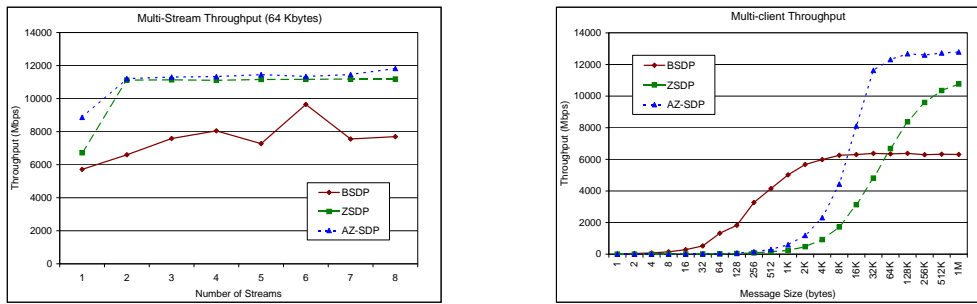 Multi-Stream Throughput (64 Kbytes)
14000
12000
10000
8000
6000
4000
2000
0
Throughput (Mbps)
BSDP
ZSDP
AZ-SDP
1 2 3 4 5 6 7 8
Number of Streams
Multi-client Throughput
14000
12000
10000
8000
6000
4000
2000
0
Throughput (Mbps)
BSDP
ZSDP
AZ-SDP
1 2 4 8 16 32 64 128 256 512 1K 2K 4K 8K 16K 32K 64K 128K 256K 512K 1M
Message Size (bytes)